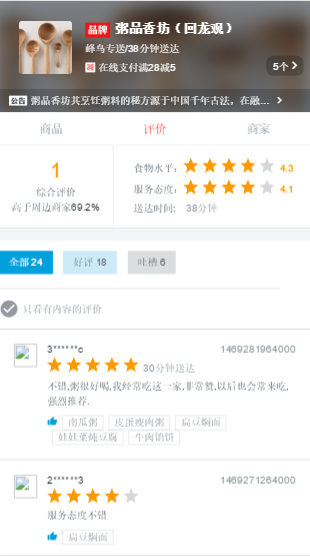 品牌 粥品香坊（回龙观）
蜂鸟专送/38分钟送达
减 在线支付满28减5
5个 >
公告 粥品香坊其烹饪粥料的秘方源于中国千年古法，在融... >
商品 评价 商家
1
综合评价
高于周边商家69.2%
食物水平: 4.3
服务态度: 4.1
送达时间: 38分钟
全部 24 好评 18 吐槽 6
只看有内容的评价
3******c 1469281964000
30分钟送达
不错,粥很好喝,我经常吃这一家,非常赞,以后也会常来吃,
强烈推荐.
南瓜粥 皮蛋瘦肉粥 扁豆焖面
娃娃菜炖豆腐 牛肉馅饼
2******3 1469271264000
服务态度不错
扁豆焖面